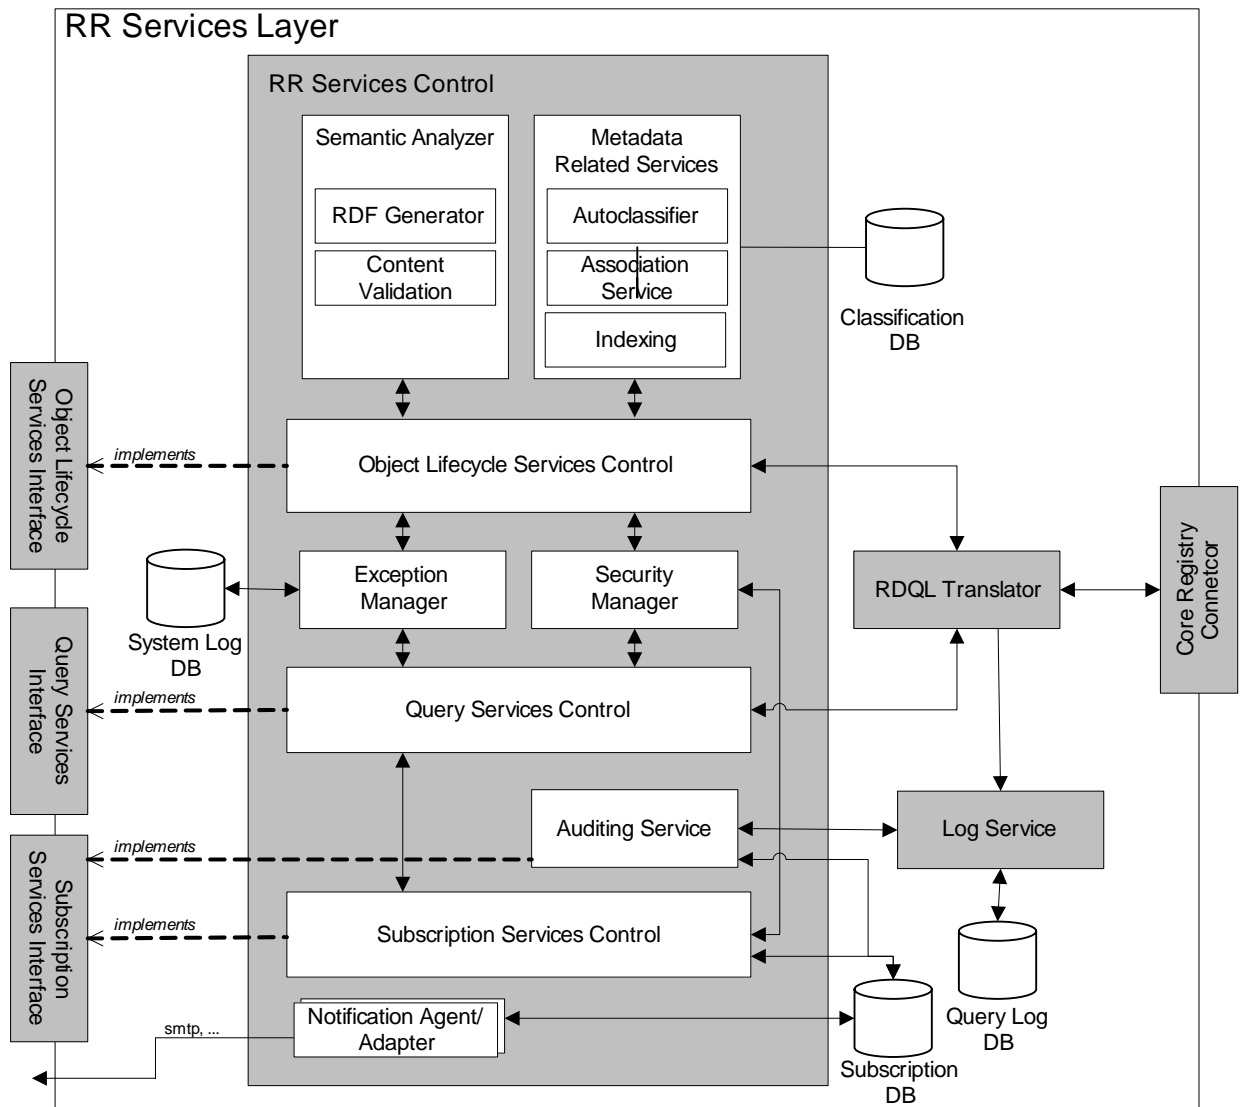 RR Services Layer
RR Services Control
Semantic Analyzer
RDF Generator
Content
Validation
Metadada
Related Services
Autoclassifier
Association
Service
Indexing
Classification
DB
Object Lifecycle
Services Interface
implements
Object Lifecycle Services Control
System Log
DB
Exception
Manager
Security
Manager
RDQL Translator
Core Registry
Connetcor
Query Services
Interface
implements
Query Services Control
Auditing Service
Log Service
implements
Subscription
Services Interface
implements
Subscription Services Control
Query Log
DB
smtp, ...
Notification Agent/
Adapter
Subscription
DB